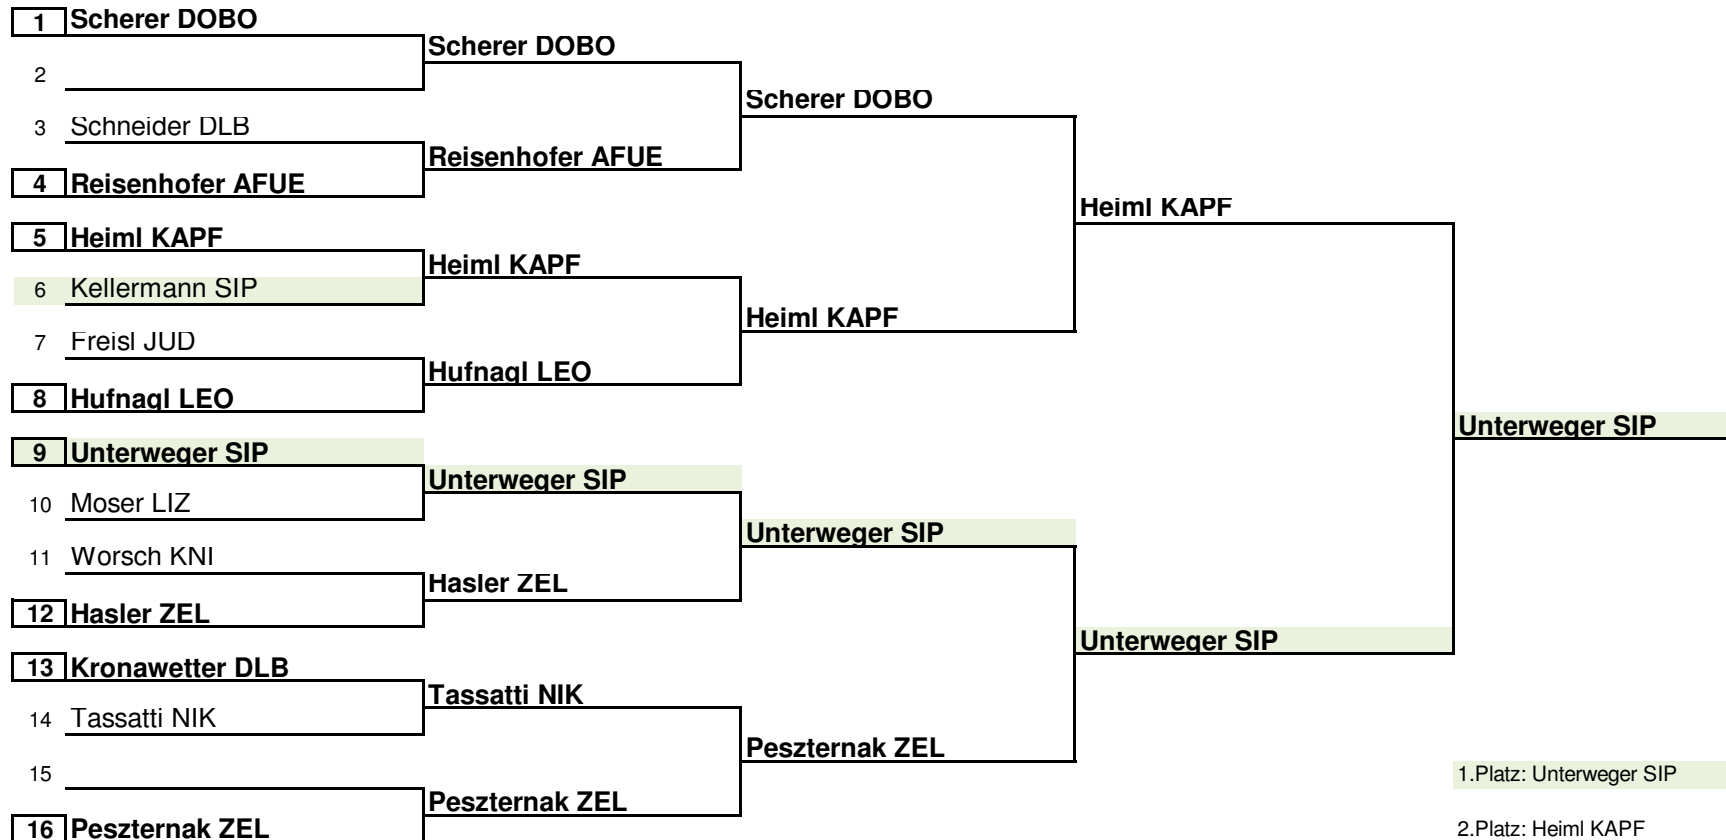 1 Scherer DOBO
Scherer DOBO
2
Scherer DOBO
3 Schneider DLB
Reisenhofer AFUE
4 Reisenhofer AFUE
Heiml KAPF
5 Heiml KAPF
Heiml KAPF
6 Kellermann SIP
Heiml KAPF
7 Freisl JUD
Hufnagl LEO
8 Hufnagl LEO
Unterweger SIP
9 Unterweger SIP
Unterweger SIP
10 Moser LIZ
Unterweger SIP
11 Worsch KNI
Hasler ZEL
12 Hasler ZEL
Unterweger SIP
13 Kronawetter DLB
Tassatti NIK
14 Tassatti NIK
Peszternak ZEL
15
1.Platz: Unterweger SIP
Peszternak ZEL
16 Peszternak ZEL
2.Platz: Heiml KAPF